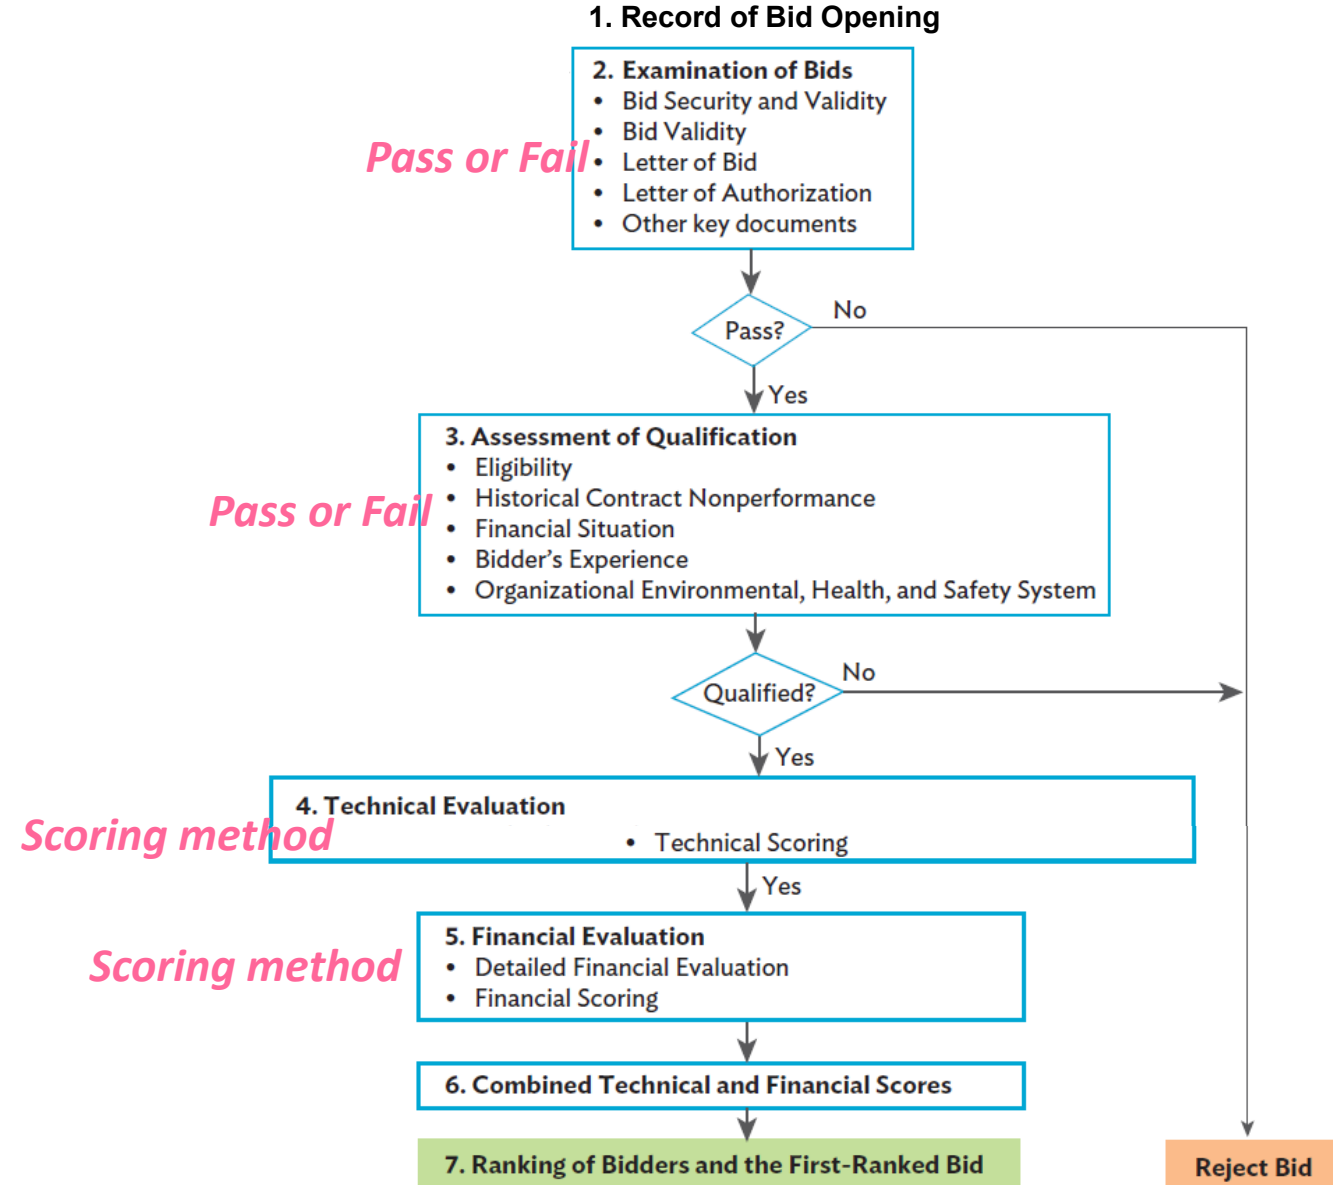 1. Record of Bid Opening
2. Examination of Bids
• Bid Security and Validity
• Bid Validity
Pass or Fail
• Letter of Bid
• Letter of Authorization
• Other key documents
No
Pass?
Yes
3. Assessment of Qualification
• Eligibility
• Historical Contract Nonperformance
Pass or Fail
• Financial Situation
• Bidder's Experience
• Organizational Environmental, Health, and Safety System
No
Qualified?
Yes
4. Technical Evaluation
Scoring method
• Technical Scoring
Yes
5. Financial Evaluation
Scoring method
• Detailed Financial Evaluation
• Financial Scoring
6. Combined Technical and Financial Scores
7. Ranking of Bidders and the First-Ranked Bid
Reject Bid